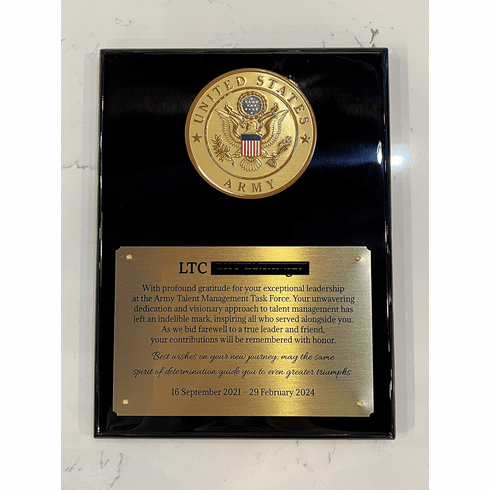 UNITED STATES
ARMY
LTC
With profound gratitude for your exceptional leadership
at the Army Talent Management Task Force. Your unwavering
dedication and visionary approach to talent management has
left an indelible mark, inspiring all who served alongside you.
As we bid farewell to a true leader and friend,
your contributions will be remembered with honor.
Best wishes on your new journey, may the same
spirit of determination guide you to even greater triumphs.
16 September 2021 – 29 February 2024